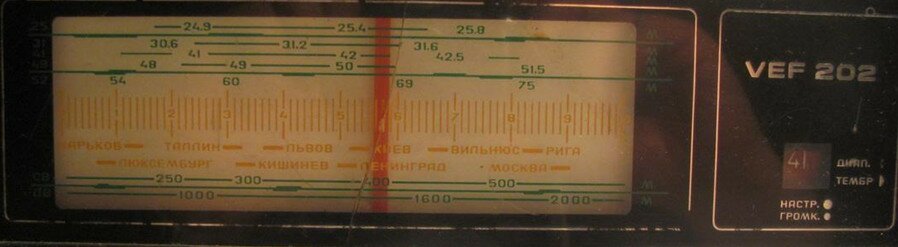 24.9 25.4 25.8
30.6 31.2 31.6
41 42 42.5
48 49 50 51.5
54 60 69 75
1 2 3 4 5 6 7 8
ХАРЬКОВ ТАЛЛИН ЛЬВОВ КИЕВ ВИЛЬНЮС РИГА
ЛЮКСЕМБУРГ КИШИНЕВ ЛЕНИНГРАД МОСКВА
250 300 400 500
1000 1600 2000
VEF 202
41 ДИАП.
ТЕМБР
НАСТР.
ГРОМК.